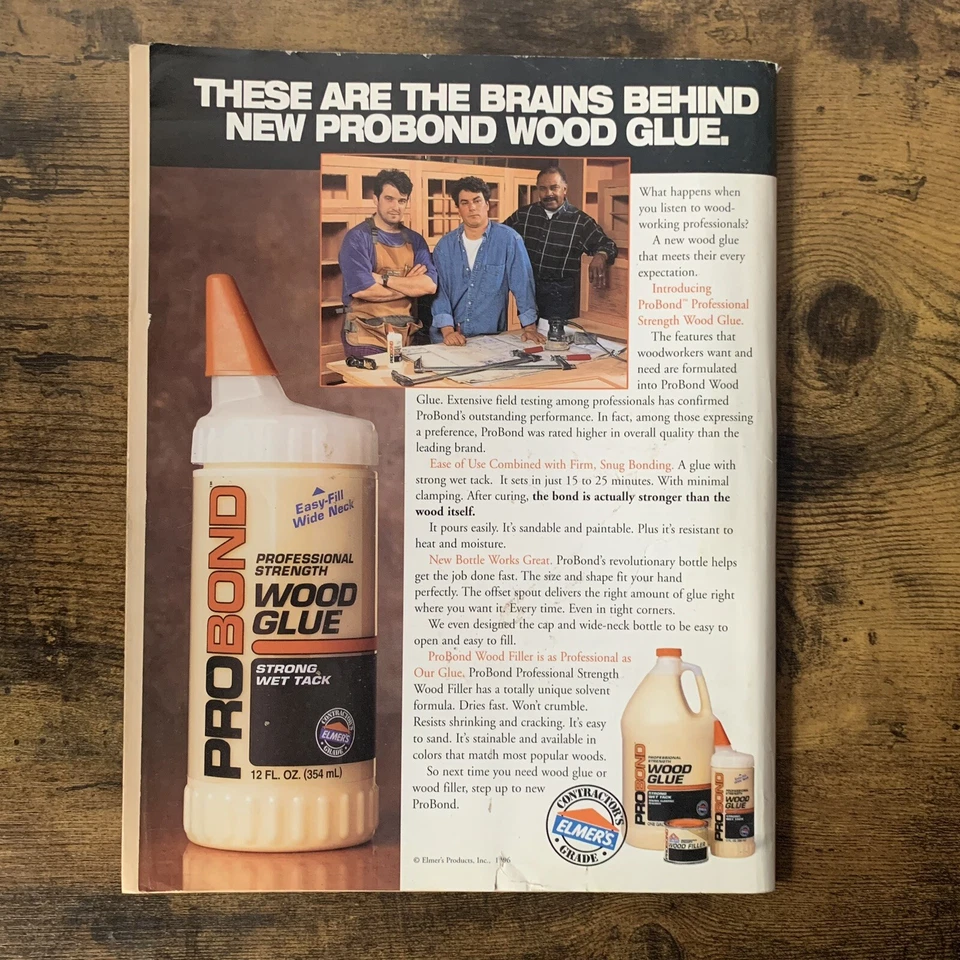 THESE ARE THE BRAINS BEHIND
NEW PROBOND WOOD GLUE.
What happens when
you listen to wood-
working professionals?
A new wood glue
that meets their every
expectation.
Introducing
ProBond™ Professional
Strength Wood Glue.
The features that
woodworkers want and
need are formulated
into ProBond Wood
Glue. Extensive field testing among professionals has confirmed
ProBond's outstanding performance. In fact, among those expressing
a preference, ProBond was rated higher in overall quality than the
leading brand.
Ease of Use Combined with Firm, Snug Bonding. A glue with
strong wet tack. It sets in just 15 to 25 minutes. With minimal
clamping. After curing, the bond is actually stronger than the
wood itself.
It pours easily. It's sandable and paintable. Plus it's resistant to
heat and moisture.
New Bottle Works Great. ProBond's revolutionary bottle helps
get the job done fast. The size and shape fit your hand
perfectly. The offset spout delivers the right amount of glue right
where you want it. Every time. Even in tight corners.
We even designed the cap and wide-neck bottle to be easy to
open and easy to fill.
ProBond Wood Filler is as Professional as
Our Glue. ProBond Professional Strength
Wood Filler has a totally unique solvent
formula. Dries fast. Won't crumble.
Resists shrinking and cracking. It's easy
to sand. It's stainable and available in
colors that match most popular woods.
So next time you need wood glue or
wood filler, step up to new
ProBond.
© Elmer's Products, Inc., 1996
Easy-Fill
Wide Neck
PROBOND
PROFESSIONAL
STRENGTH
WOOD
GLUE
STRONG
WET TACK
CONTRACTOR'S
ELMER'S
GRADE
12 FL. OZ. (354 mL)
CONTRACTOR'S
ELMER'S
GRADE
PROBOND
PROFESSIONAL
STRENGTH
WOOD
GLUE
STRONG
WET TACK
PROBOND
WOOD
GLUE
WOOD FILLER